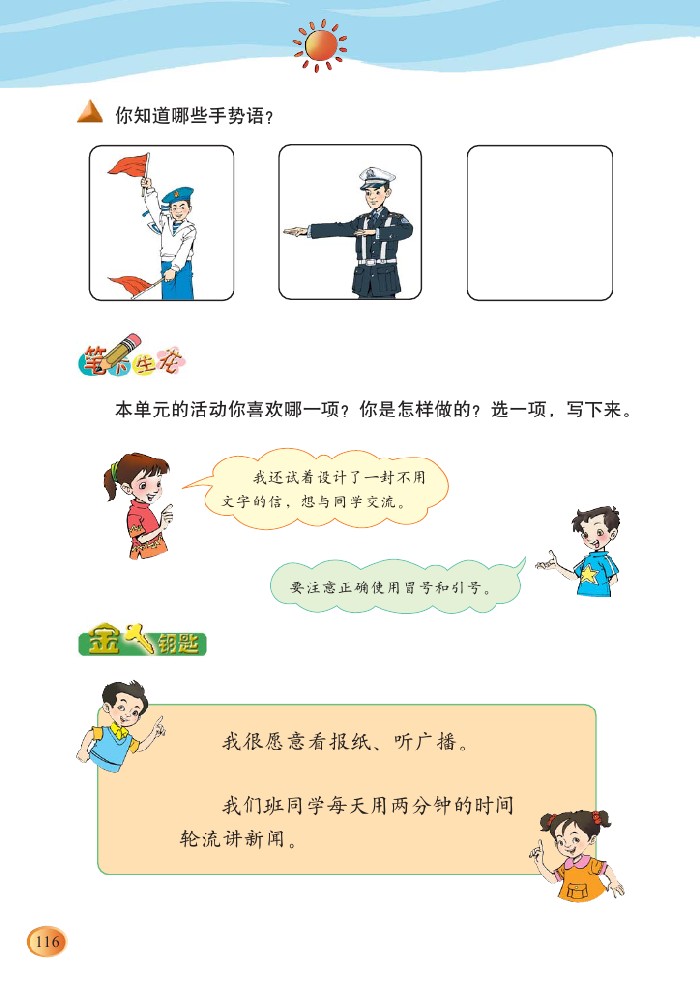 你知道哪些手势语?
笔下生花
本单元的活动你喜欢哪一项?你是怎样做的?选一项,写下来。
我还试着设计了一封不用
文字的信,想与同学交流。
要注意正确使用冒号和引号。
金钥匙
我很愿意看报纸、听广播。
我们班同学每天用两分钟的时间
轮流讲新闻。
116